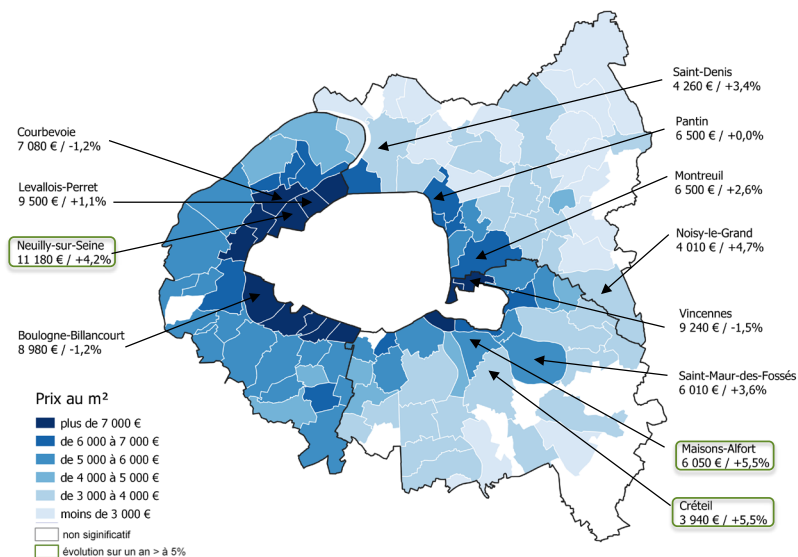 Saint-Denis
4 260 € / +3,4%
Courbevoie
7 080 € / -1,2%
Pantin
6 500 € / +0,0%
Levallois-Perret
9 500 € / +1,1%
Montreuil
6 500 € / +2,6%
Neuilly-sur-Seine
11 180 € / +4,2%
Noisy-le-Grand
4 010 € / +4,7%
Boulogne-Billancourt
8 980 € / -1,2%
Vincennes
9 240 € / -1,5%
Saint-Maur-des-Fossés
6 010 € / +3,6%
Maisons-Alfort
6 050 € / +5,5%
Créteil
3 940 € / +5,5%
Prix au m²
plus de 7 000 €
de 6 000 à 7 000 €
de 5 000 à 6 000 €
de 4 000 à 5 000 €
de 3 000 à 4 000 €
moins de 3 000 €
non siginificatif
évolution sur un an > à 5%